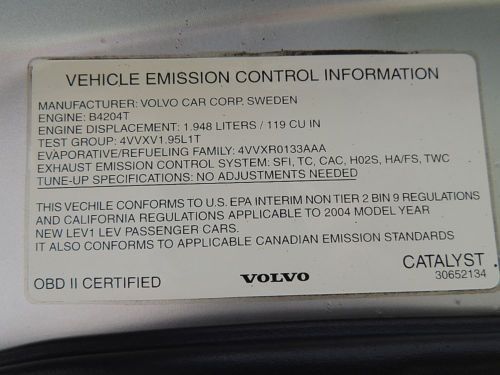 VEHICLE EMISSION CONTROL INFORMATION
MANUFACTURER: VOLVO CAR CORP. SWEDEN
ENGINE: B4204T
ENGINE DISPLACEMENT: 1.948 LITERS / 119 CU IN
TEST GROUP: 4VVXV1.95L1T
EVAPORATIVE/REFUELING FAMILY: 4VVXR0133AAA
EXHAUST EMISSION CONTROL SYSTEM: SFI, TC, CAC, H02S, HA/FS, TWC
TUNE-UP SPECIFICATIONS: NO ADJUSTMENTS NEEDED
THIS VECHILE CONFORMS TO U.S. EPA INTERIM NON TIER 2 BIN 9 REGULATIONS
AND CALIFORNIA REGULATIONS APPLICABLE TO 2004 MODEL YEAR
NEW LEV1 LEV PASSENGER CARS.
IT ALSO CONFORMS TO APPLICABLE CANADIAN EMISSION STANDARDS
OBD II CERTIFIED
VOLVO
CATALYST
30652134